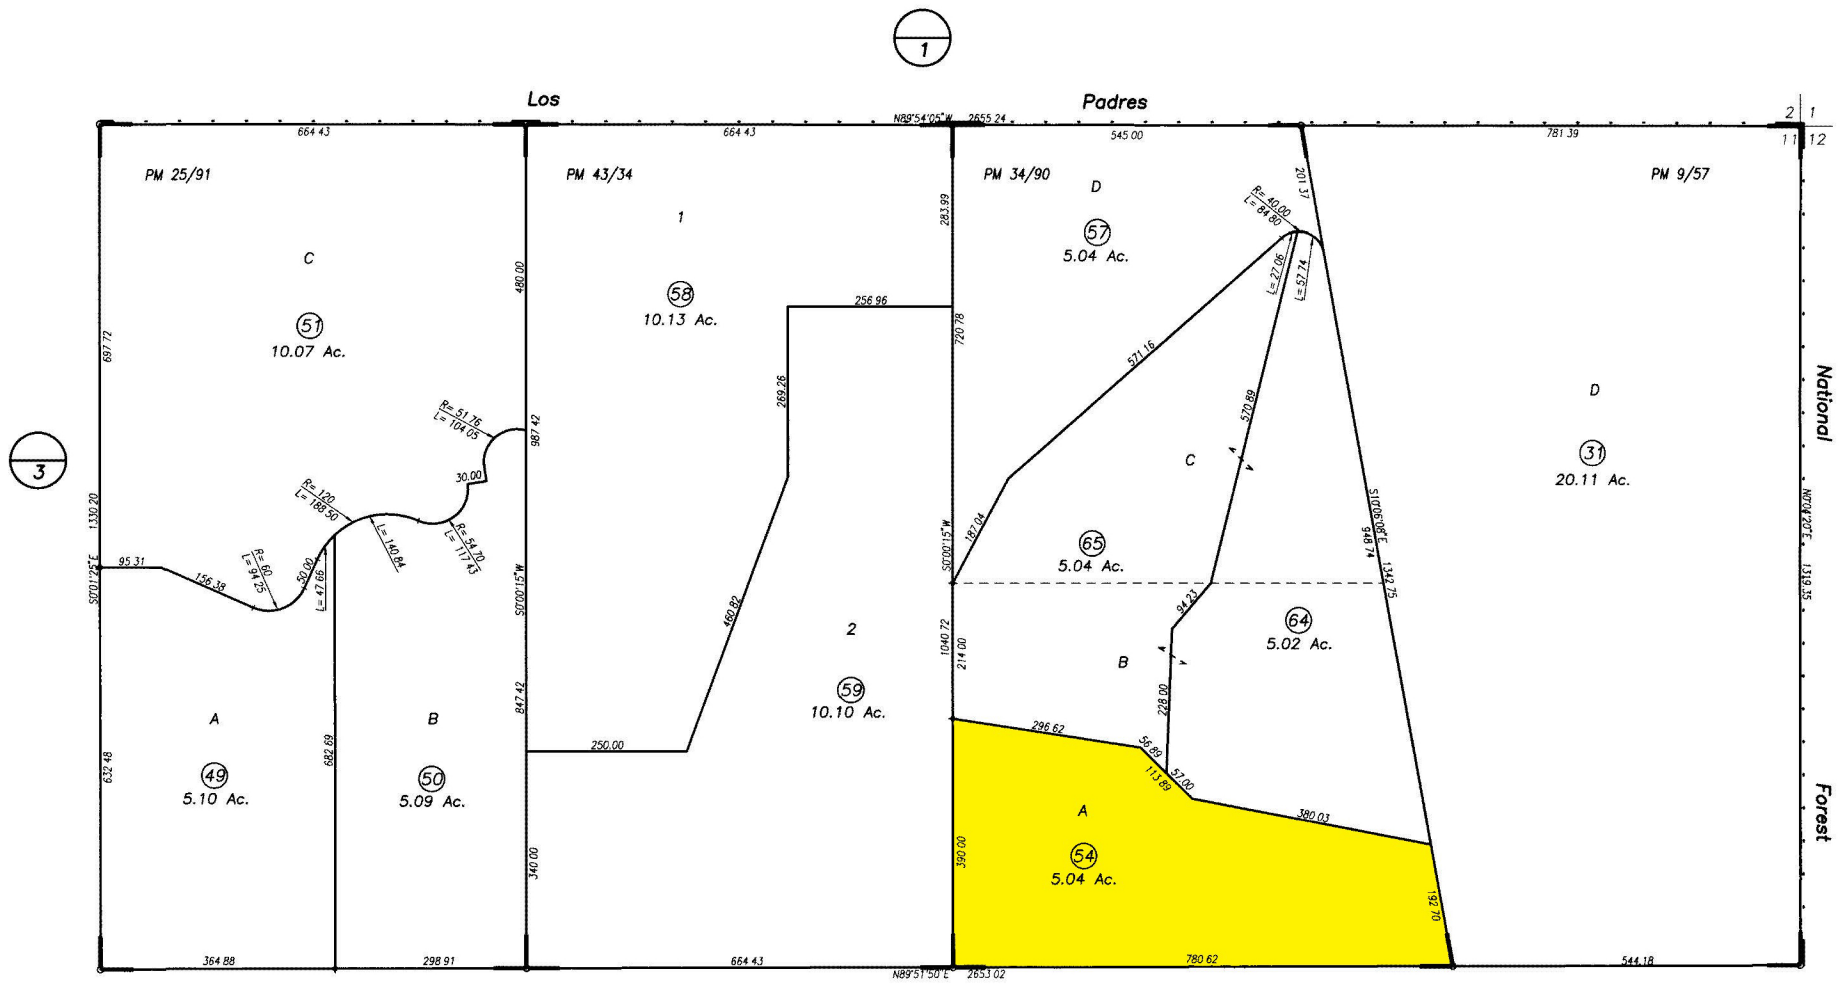 1
Los
Padres
2 1
11 12
664.43
664.43
N89°54'05"W 2655.24
545.00
781.39
PM 25/91
PM 43/34
PM 34/90
PM 9/57
C
51
10.07 Ac.
697.72
480.00
987.42
R= 51.76
L= 104.05
30.00
R= 120
L= 188.50
L= 140.64
R= 54.70
L= 117.43
3
1330.20
S0°01'25"E
95.31
156.38
R= 60
L= 94.25
50.00
L= 47.66
S0°00'15"W
A
49
5.10 Ac.
632.48
682.69
B
50
5.09 Ac.
847.42
364.88
298.91
1
58
10.13 Ac.
283.99
256.96
269.26
460.82
250.00
340.00
2
59
10.10 Ac.
664.43
N89°51'50"E 2653.02
D
57
5.04 Ac.
201.37
R= 40.00
L= 84.80
L= 27.06
L= 57.74
720.78
571.16
570.89
187.04
S0°00'15"W
1040.72
214.00
C
65
5.04 Ac.
A
V
S10°06'08"E
948.74
1342.75
94.23
64
5.02 Ac.
B
A
V
228.00
296.62
56.89
113.89
57.00
380.03
390.00
A
54
5.04 Ac.
192.70
780.62
D
31
20.11 Ac.
National
N0°04'20"E 1319.35
Forest
544.18